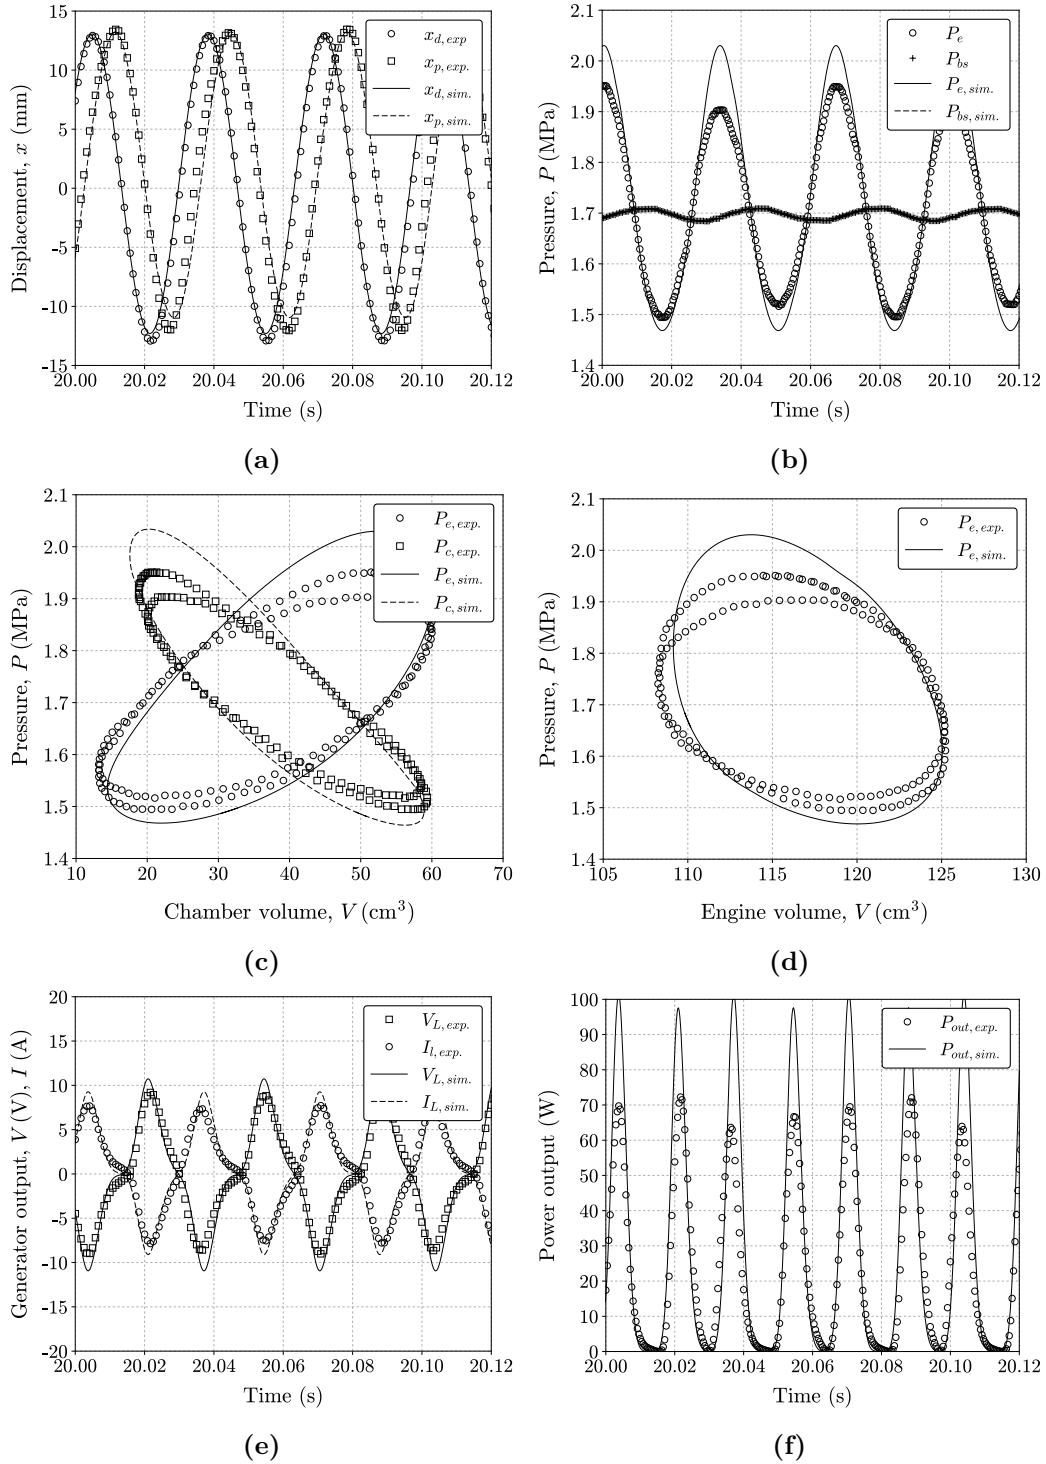 15
10
5
0
-5
-10
-15
Displacement, x (mm)
x_{d,exp}
x_{p,exp.}
x_{d,sim.}
x_{p,sim.}
20.00 20.02 20.04 20.06 20.08 20.10 20.12
Time (s)
(a)
2.1
2.0
1.9
1.8
1.7
1.6
1.5
1.4
Pressure, P (MPa)
P_e
P_{bs}
P_{e,sim.}
P_{bs,sim.}
20.00 20.02 20.04 20.06 20.08 20.10 20.12
Time (s)
(b)
2.1
2.0
1.9
1.8
1.7
1.6
1.5
1.4
Pressure, P (MPa)
P_{e,exp.}
P_{c,exp.}
P_{e,sim.}
P_{c,sim.}
10 20 30 40 50 60 70
Chamber volume, V (cm³)
(c)
2.1
2.0
1.9
1.8
1.7
1.6
1.5
1.4
Pressure, P (MPa)
P_{e,exp.}
P_{e,sim.}
105 110 115 120 125 130
Engine volume, V (cm³)
(d)
20
15
10
5
0
-5
-10
-15
-20
Generator output, V (V), I (A)
V_{L,exp.}
I_{l,exp.}
V_{L,sim.}
I_{L,sim.}
20.00 20.02 20.04 20.06 20.08 20.10 20.12
Time (s)
(e)
100
90
80
70
60
50
40
30
20
10
0
Power output (W)
P_{out,exp.}
P_{out,sim.}
20.00 20.02 20.04 20.06 20.08 20.10 20.12
Time (s)
(f)